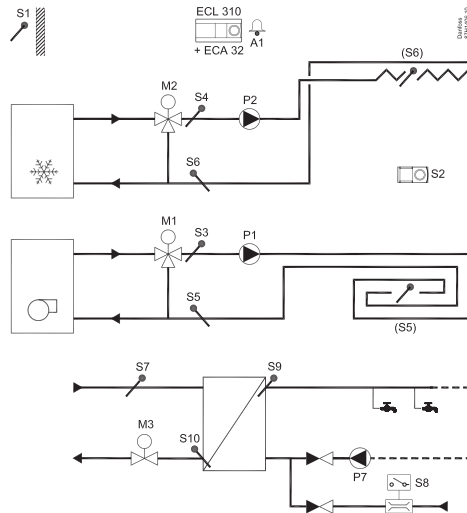 S1
ECL 310
A1
+ ECA 32
Danfoss
(S6)
M2
S4
P2
S6
S2
M1
S3
P1
S5
(S5)
S7
S9
M3
S10
P7
S8